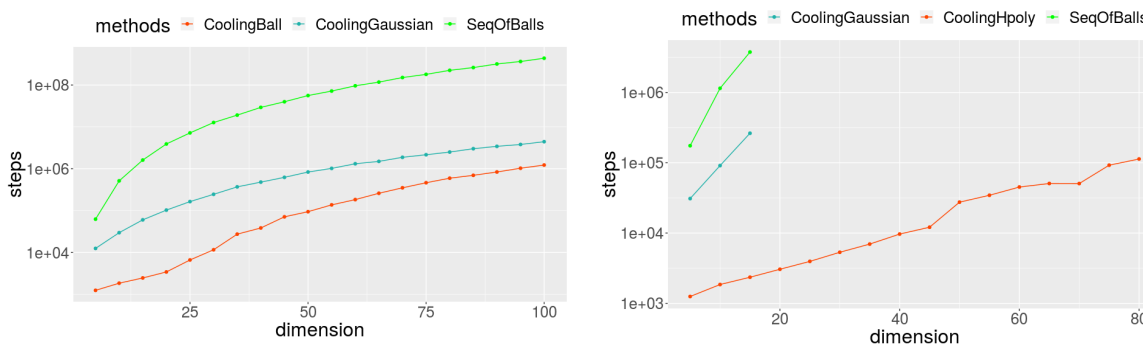 methods CoolingBall CoolingGaussian SeqOfBalls
1e+08
1e+06
1e+04
steps
25 50 75 100
dimension
methods CoolingGaussian CoolingHpoly SeqOfBalls
1e+06
1e+05
1e+04
1e+03
steps
20 40 60 80
dimension